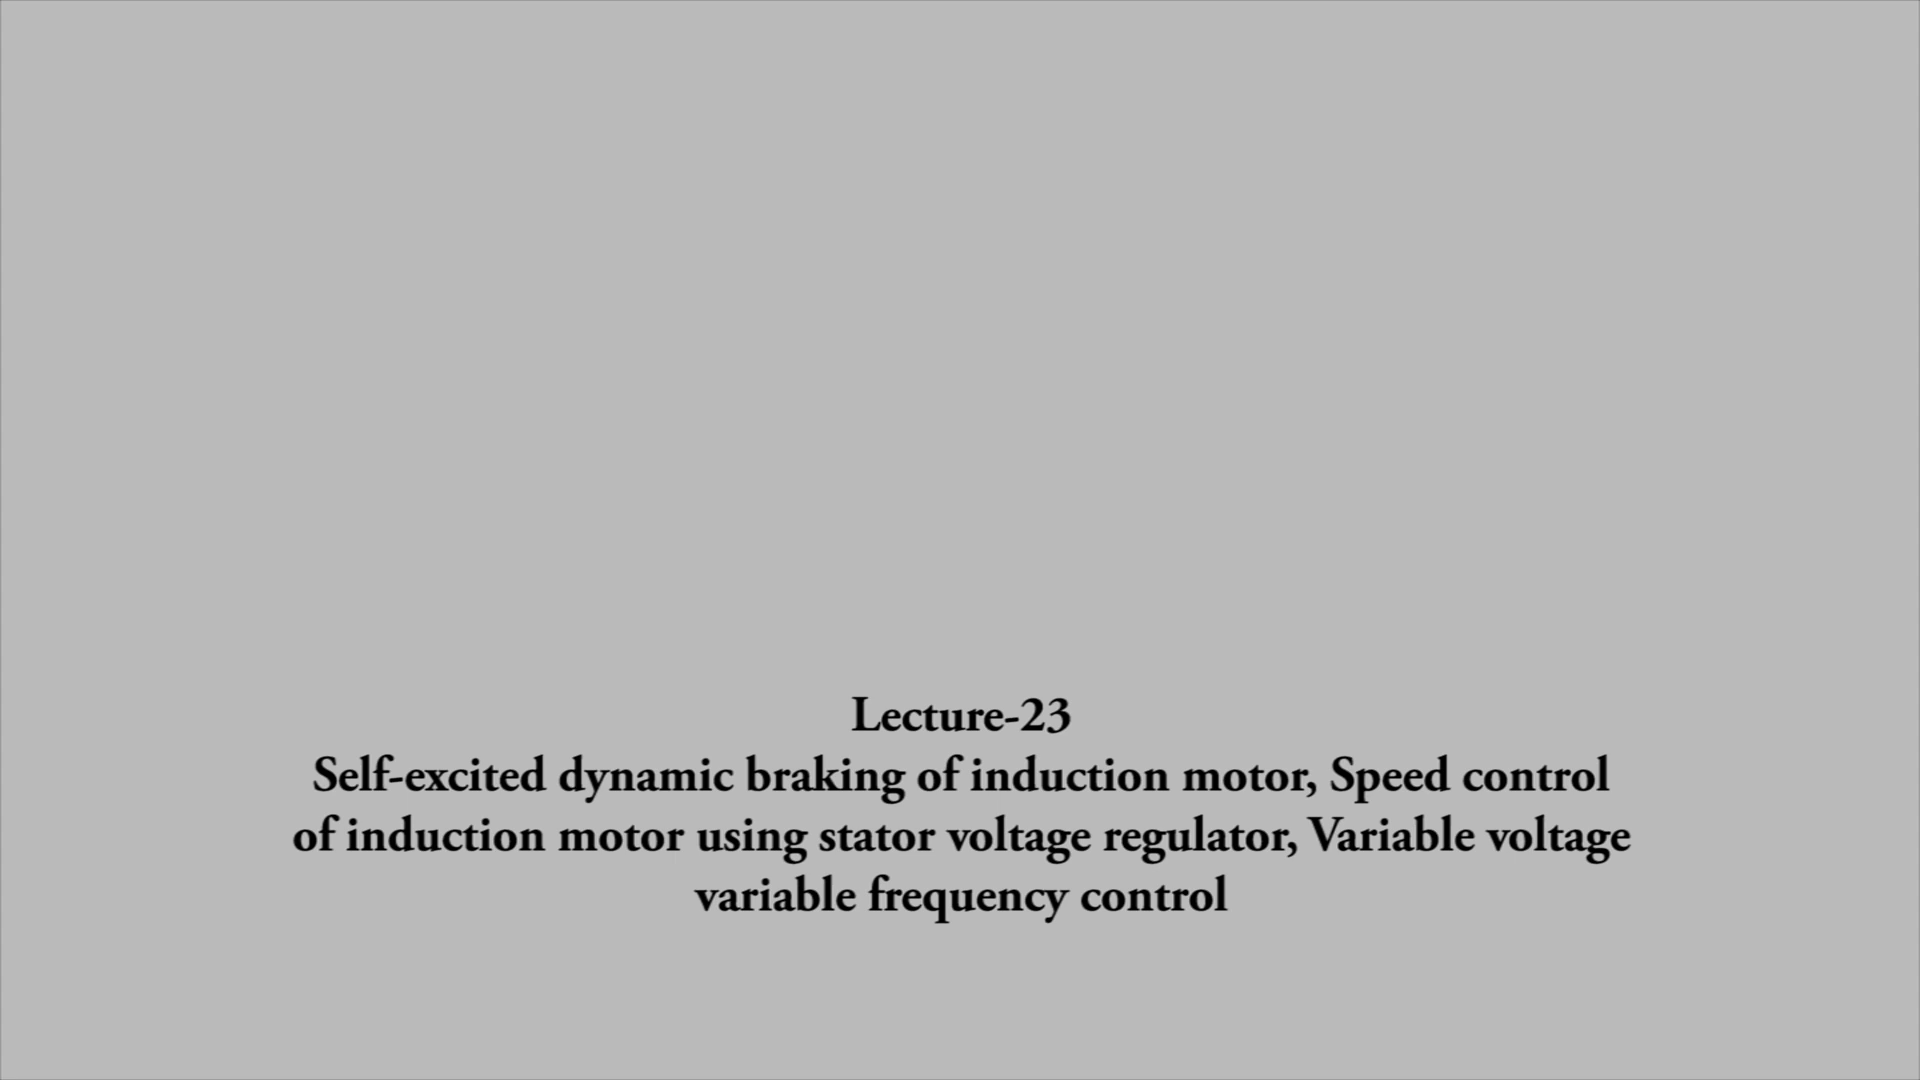 Lecture-23
Self-excited dynamic braking of induction motor, Speed control
of induction motor using stator voltage regulator, Variable voltage
variable frequency control